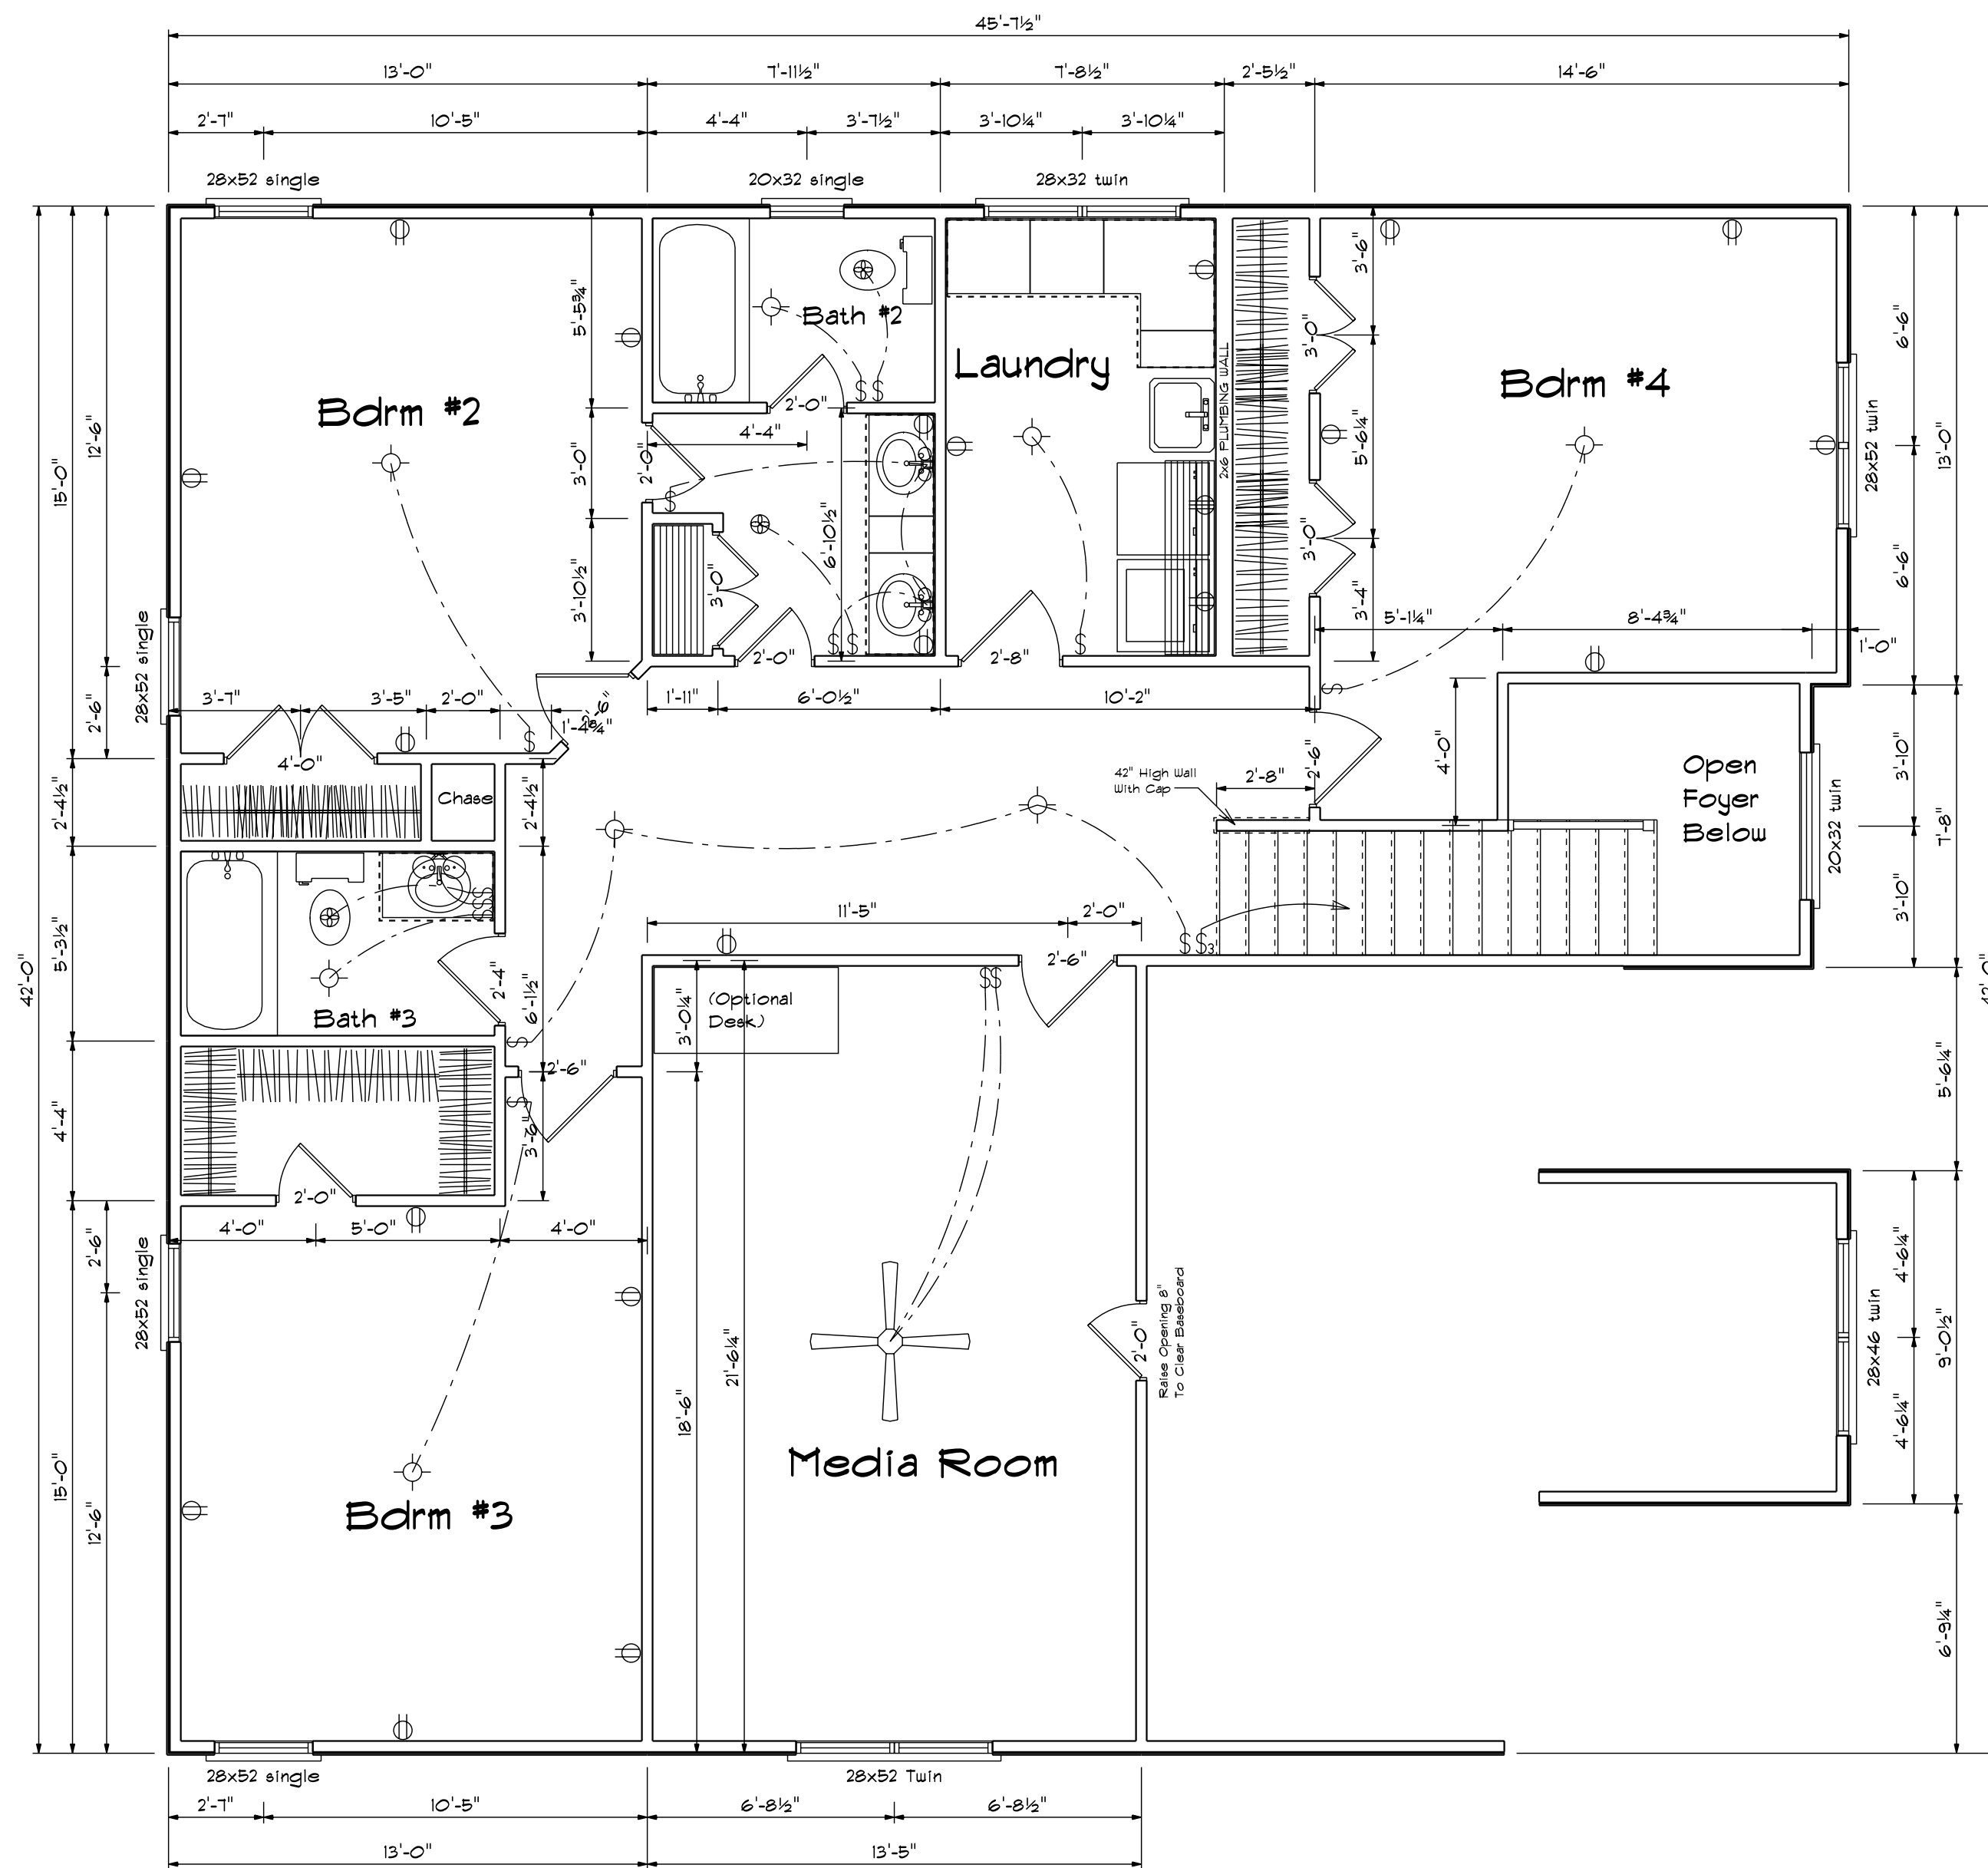 45'-7½"
13'-0"
7'-11½"
7'-8½"
2'-5½"
14'-6"
2'-7"
10'-5"
4'-4"
3'-7½"
3'-10¼"
3'-10¼"
28x52 single
20x32 single
28x32 twin
Bath #2
Laundry
Bdrm #4
Bdrm #2
5'-5¾"
3'-6"
3'-0"
6'-6"
12'-6"
15'-0"
2'-0"
4'-4"
3'-0"
2'-0"
2x6 PLUMBING WALL
5'-6¼"
28x52 twin
13'-0"
6'-10½"
3'-10½"
3'-0"
3'-0"
3'-4"
6'-6"
5'-1¼"
8'-4¾"
1'-0"
28x52 single
2'-0"
2'-8"
2'-6"
3'-7"
3'-5"
2'-0"
2'-6"
1'-4¾"
1'-11"
6'-0½"
10'-2"
4'-0"
4'-0"
2'-6"
42" High Wall
With Cap
2'-8"
Open
Foyer
Below
3'-10"
20x32 twin
7'-8"
3'-10"
Chase
2'-4½"
2'-4½"
5'-3½"
42'-0"
42'-0"
11'-5"
2'-0"
2'-6"
S S3
2'-4"
6'-1½"
Bath #3
(Optional
Desk)
3'-0¼"
2'-6"
5'-6¼"
4'-4"
3'-6"
2'-0"
4'-0"
5'-0"
4'-0"
2'-6"
28x52 single
Raise Opening 8"
To Clear Baseboard
2'-0"
4'-6¼"
28x46 twin
9'-0½"
4'-6¼"
21'-6¼"
18'-6"
Media Room
Bdrm #3
15'-0"
12'-6"
6'-9¼"
28x52 single
28x52 Twin
2'-7"
10'-5"
6'-8½"
6'-8½"
13'-0"
13'-5"